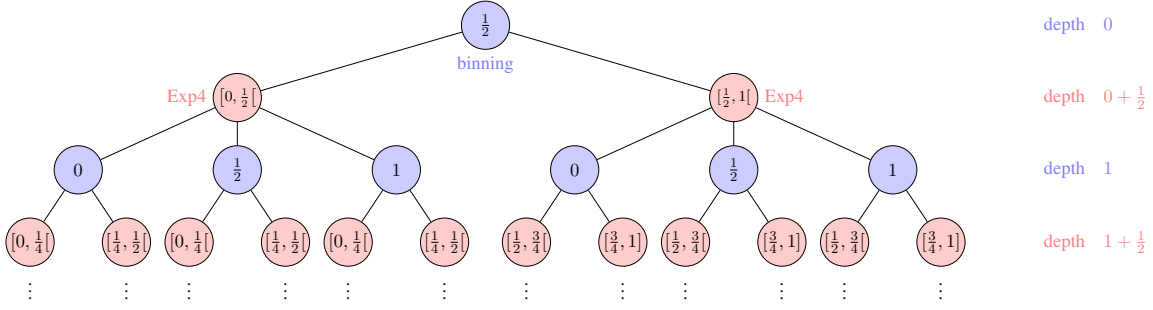 1/2 depth 0
binning
Exp4 [0, 1/2[ [1/2, 1[ Exp4 depth 0 + 1/2
0 1/2 1 0 1/2 1 depth 1
[0, 1/4[ [1/4, 1/2[ [0, 1/4[ [1/4, 1/2[ [0, 1/4[ [1/4, 1/2[ [1/2, 3/4[ [3/4, 1] [1/2, 3/4[ [3/4, 1] [1/2, 3/4[ [3/4, 1] depth 1 + 1/2
⋮ ⋮ ⋮ ⋮ ⋮ ⋮ ⋮ ⋮ ⋮ ⋮ ⋮ ⋮